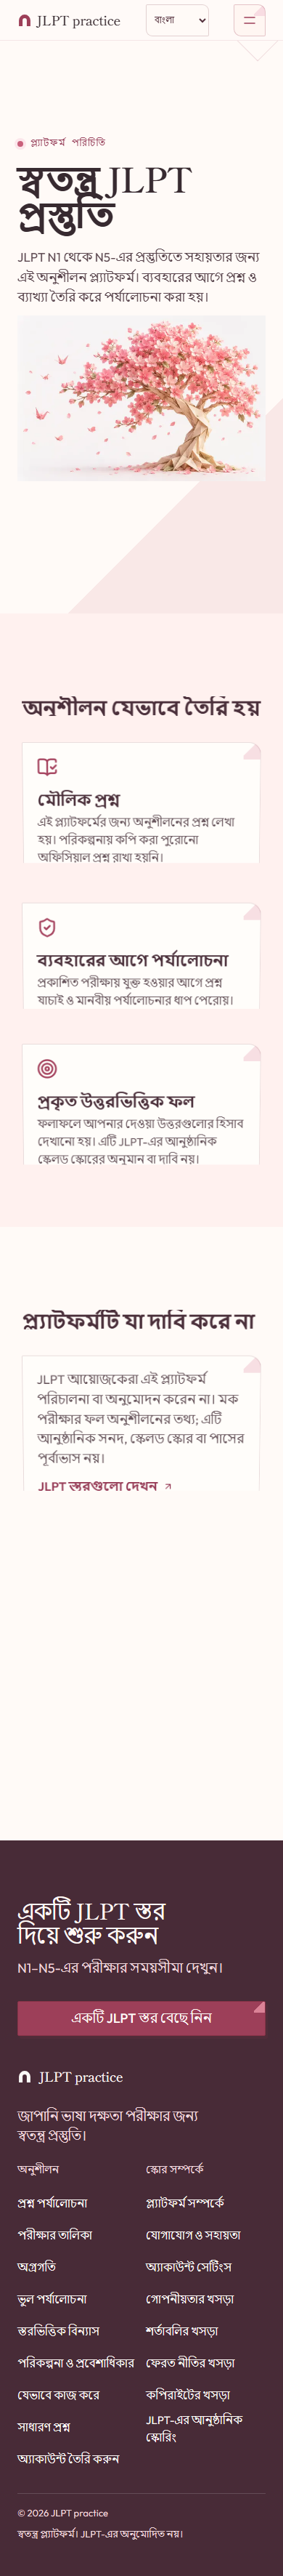 JLPT practice
বাংলা
প্ল্যাটফর্ম পরিচিতি
স্বতন্ত্র JLPT
প্রস্তুতি
JLPT N1 থেকে N5-এর প্রস্তুতিতে সহায়তার জন্য
এই অনুশীলন প্ল্যাটফর্ম। ব্যবহারের আগে প্রশ্ন ও
ব্যাখ্যা তৈরি করে পর্যালোচনা করা হয়।
অনুশীলন যেভাবে তৈরি হয়
মৌলিক প্রশ্ন
এই প্ল্যাটফর্মের জন্য অনুশীলনের প্রশ্ন লেখা
হয়। পরিকল্পনায় কপি করা পুরোনো
অফিসিয়াল প্রশ্ন রাখা হয়নি।
ব্যবহারের আগে পর্যালোচনা
প্রকাশিত পরীক্ষায় যুক্ত হওয়ার আগে প্রশ্ন
যাচাই ও মানবীয় পর্যালোচনার ধাপ পেরোয়।
প্রকৃত উত্তরভিত্তিক ফল
ফলাফলে আপনার দেওয়া উত্তরগুলোর হিসাব
দেখানো হয়। এটি JLPT-এর আনুষ্ঠানিক
স্কেলড স্কোরের অনুমান বা দাবি নয়।
প্ল্যাটফর্মটি যা দাবি করে না
JLPT আয়োজকেরা এই প্ল্যাটফর্ম
পরিচালনা বা অনুমোদন করেন না। মক
পরীক্ষার ফল অনুশীলনের তথ্য; এটি
আনুষ্ঠানিক সনদ, স্কেলড স্কোর বা পাসের
পূর্বাভাস নয়।
JLPT স্তরগুলো দেখুন ↗
একটি JLPT স্তর
দিয়ে শুরু করুন
N1–N5-এর পরীক্ষার সময়সীমা দেখুন।
একটি JLPT স্তর বেছে নিন
JLPT practice
জাপানি ভাষা দক্ষতা পরীক্ষার জন্য
স্বতন্ত্র প্রস্তুতি।
অনুশীলন
প্রশ্ন পর্যালোচনা
পরীক্ষার তালিকা
অগ্রগতি
ভুল পর্যালোচনা
স্তরভিত্তিক বিন্যাস
পরিকল্পনা ও প্রবেশাধিকার
যেভাবে কাজ করে
সাধারণ প্রশ্ন
অ্যাকাউন্ট তৈরি করুন
স্কোর সম্পর্কে
প্ল্যাটফর্ম সম্পর্কে
যোগাযোগ ও সহায়তা
অ্যাকাউন্ট সেটিংস
গোপনীয়তার খসড়া
শর্তাবলির খসড়া
ফেরত নীতির খসড়া
কপিরাইটের খসড়া
JLPT-এর আনুষ্ঠানিক
স্কোরিং
© 2026 JLPT practice
স্বতন্ত্র প্ল্যাটফর্ম। JLPT-এর অনুমোদিত নয়।